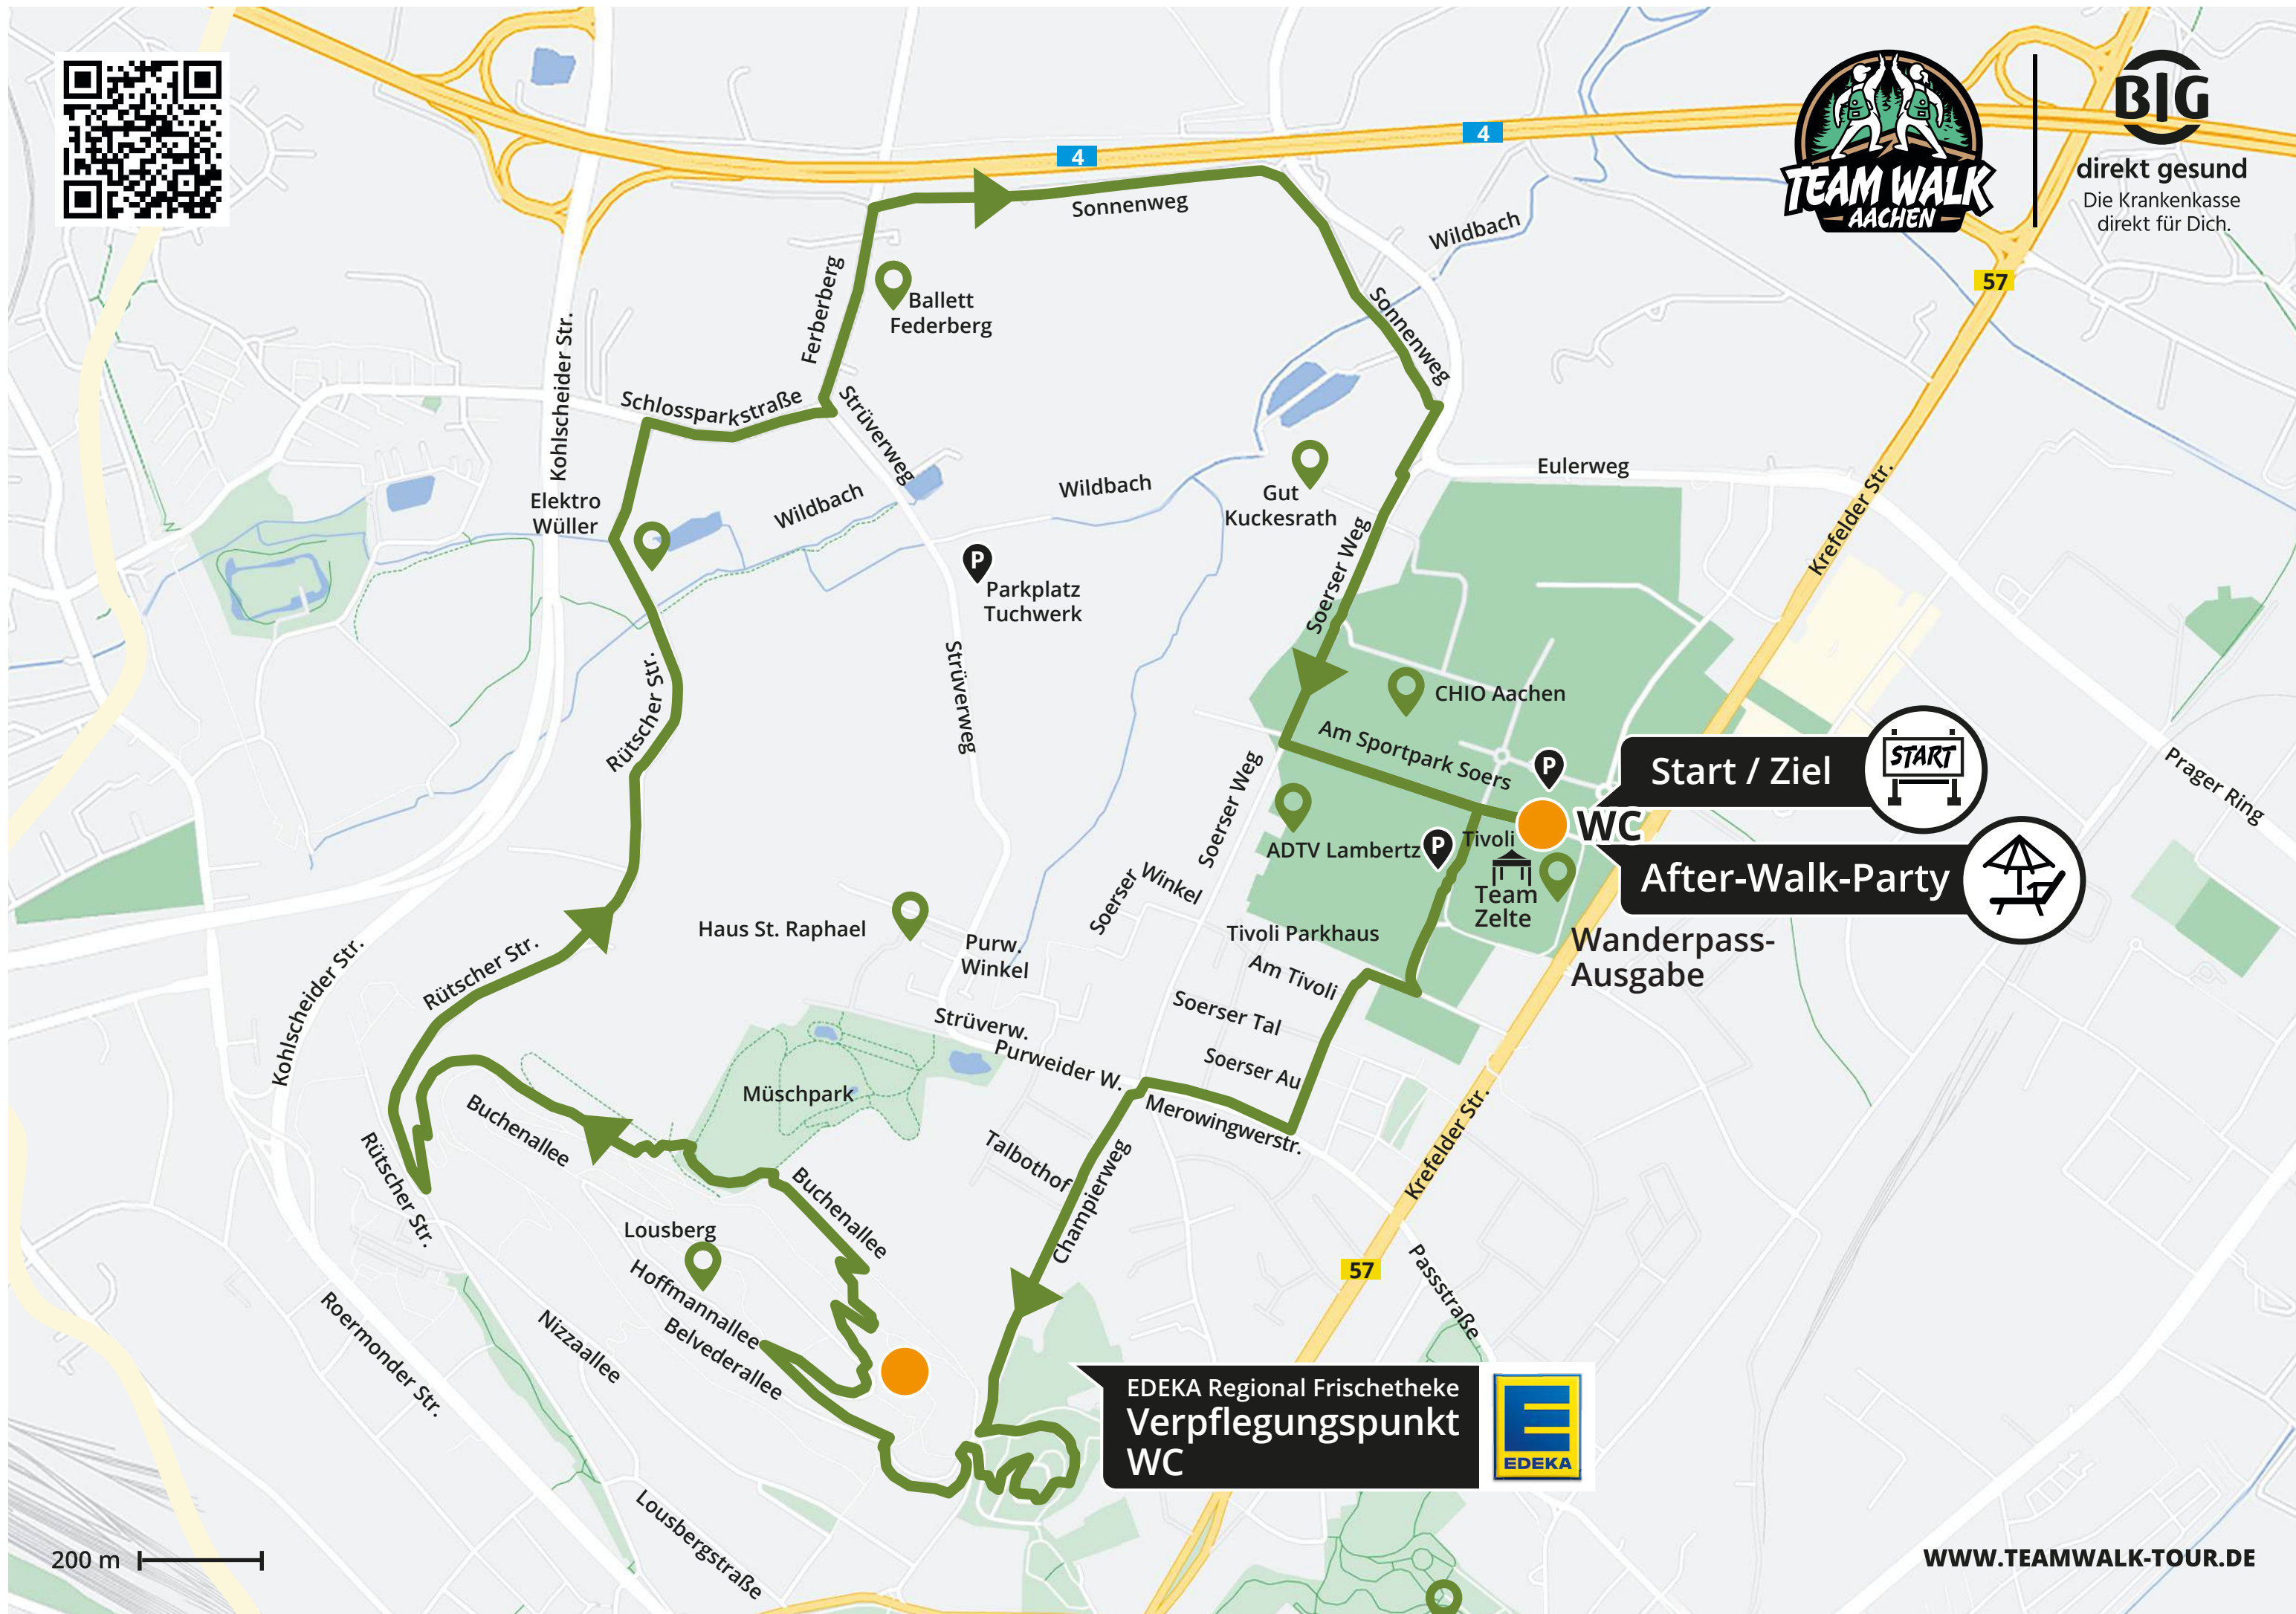 TEAM WALK
AACHEN
BIG
direkt gesund
Die Krankenkasse
direkt für Dich.
4
4
57
Sonnenweg
Wildbach
Ferberberg
Ballett
Federberg
Sonnenweg
Kohlscheider Str.
Schlossparkstraße
Strüverweg
Eulerweg
Krefelder Str.
Elektro
Wüller
Wildbach
Wildbach
Gut
Kuckesrath
Soerser Weg
P
Parkplatz
Tuchwerk
Rütscher Str.
Strüverweg
CHIO Aachen
Am Sportpark Soers
P
Start / Ziel
START
Prager Ring
WC
Soerser Weg
ADTV Lambertz
P
Tivoli
Team
Zelte
After-Walk-Party
Soerser Winkel
Haus St. Raphael
Purw.
Winkel
Tivoli Parkhaus
Wanderpass-
Ausgabe
Am Tivoli
Rütscher Str.
Kohlscheider Str.
Soerser Tal
Strüverw.
Purweider W.
Soerser Au
Müschpark
Merowingwerstr.
Buchenallee
Rütscher Str.
Talbothof
Champierweg
Krefelder Str.
Buchenallee
Lousberg
Hoffmannallee
Belvederallee
Nizzaallee
Roermonder Str.
57
Passstraße
EDEKA Regional Frischetheke
Verpflegungspunkt
WC
E
EDEKA
Lousbergstraße
200 m
WWW.TEAMWALK-TOUR.DE